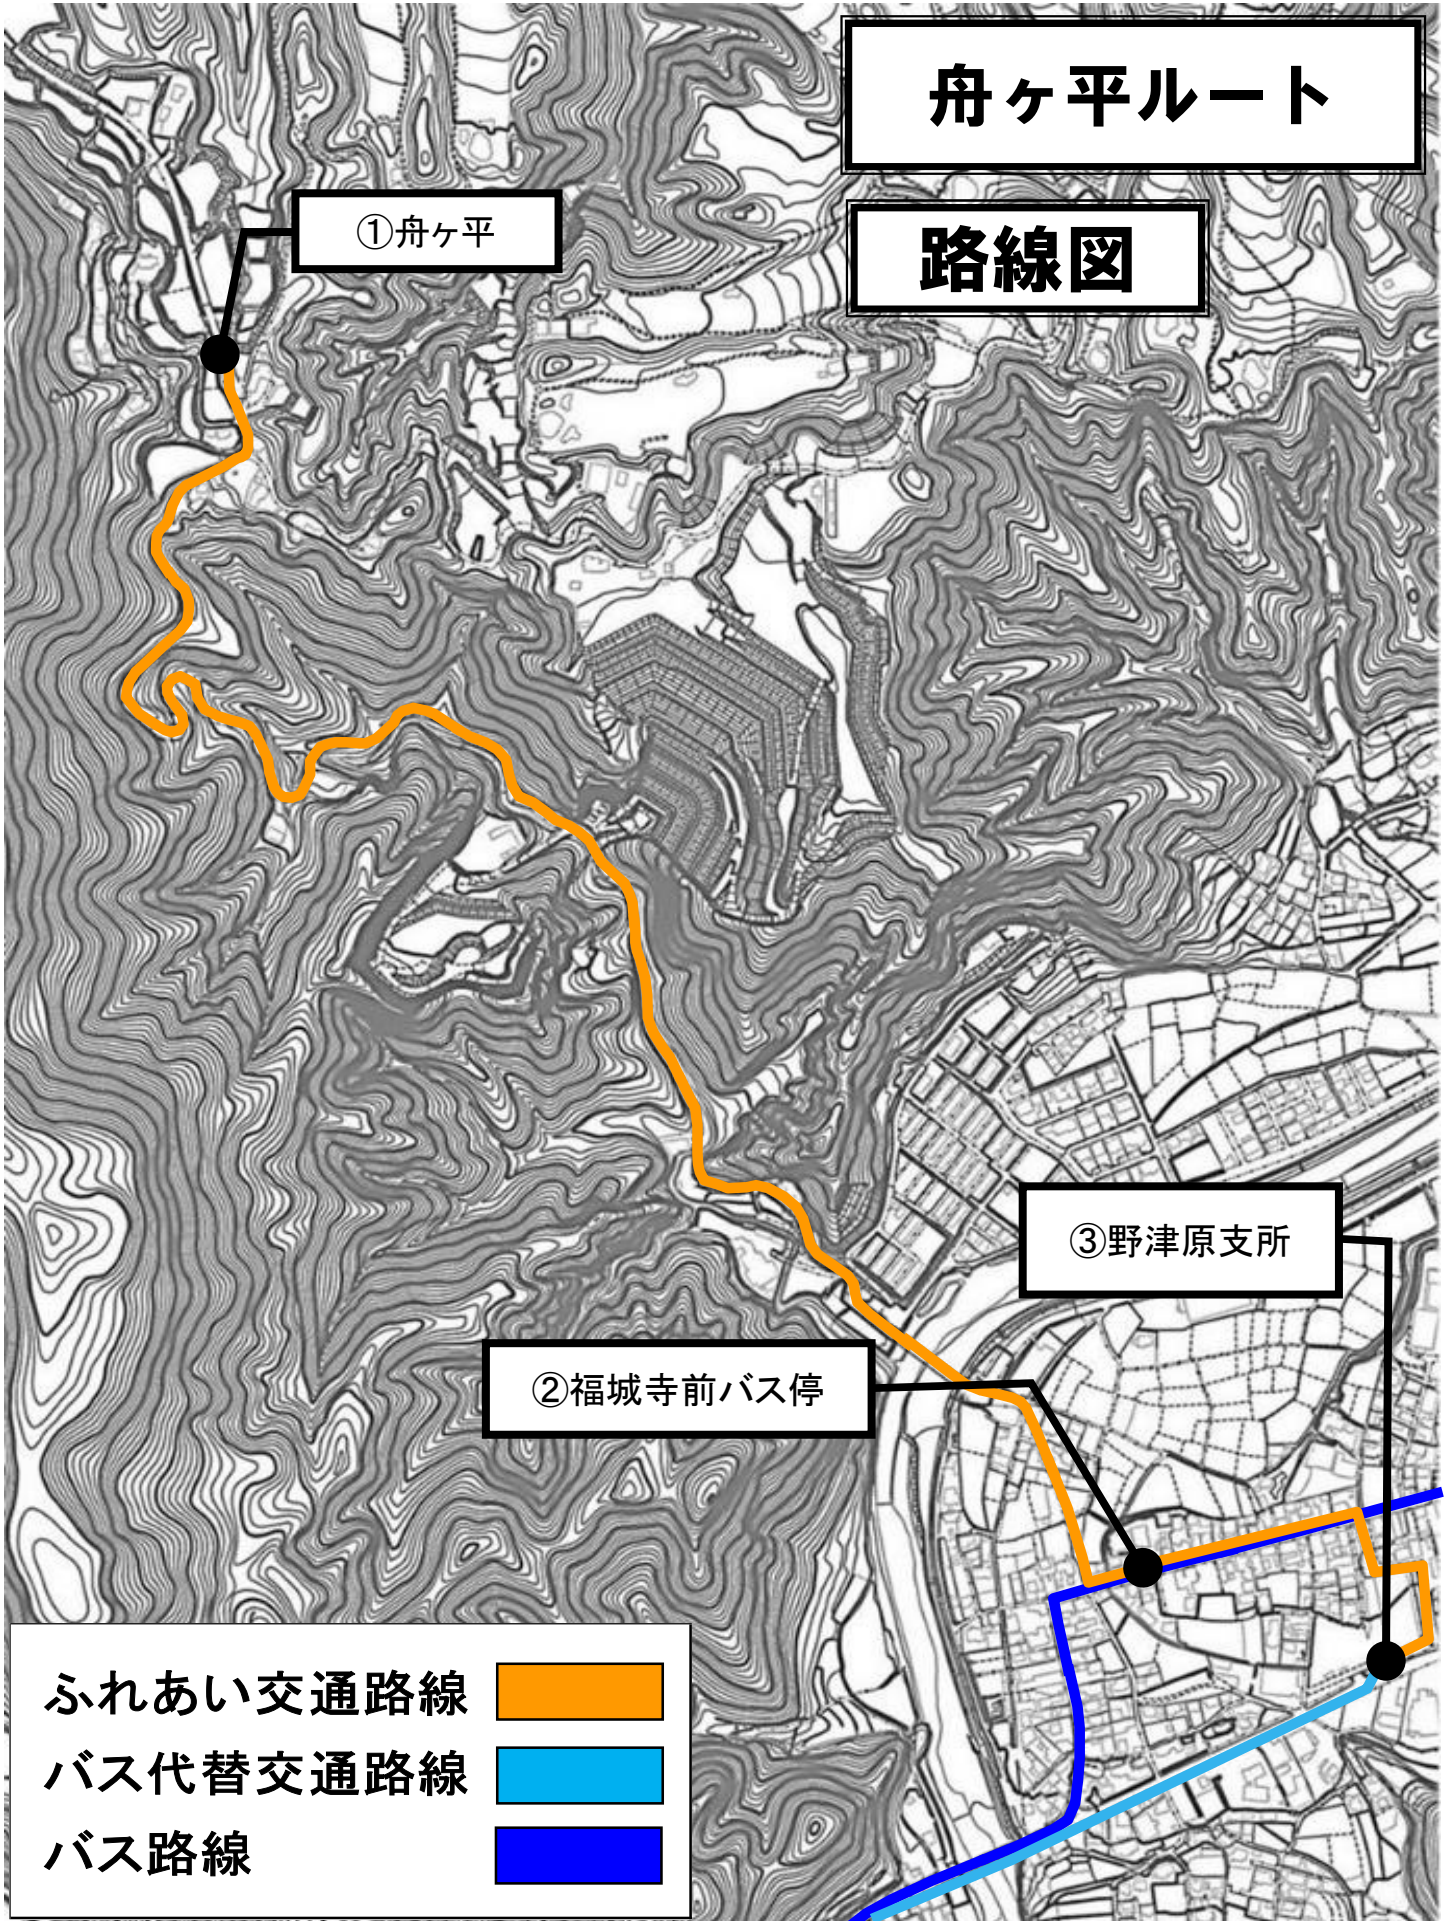 舟ヶ平ルート
路線図
①舟ヶ平
③野津原支所
②福城寺前バス停
ふれあい交通路線
バス代替交通路線
バス路線